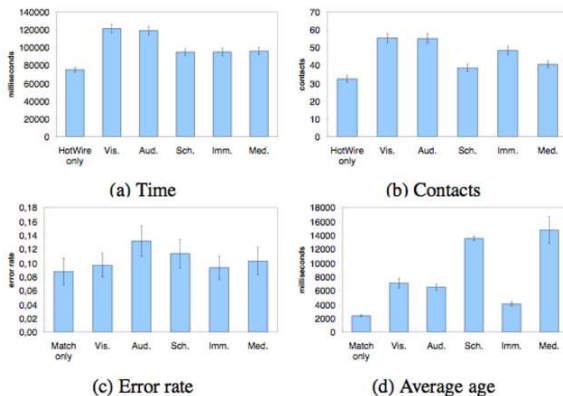 milliseconds
140000
120000
100000
80000
60000
40000
20000
0
HotWire only
Vis.
Aud.
Sch.
Imm.
Med.
(a) Time
contacts
70
60
50
40
30
20
10
0
HotWire only
Vis.
Aud.
Sch.
Imm.
Med.
(b) Contacts
error rate
0,18
0,16
0,14
0,12
0,10
0,08
0,06
0,04
0,02
0,00
Match only
Vis.
Aud.
Sch.
Imm.
Med.
(c) Error rate
milliseconds
18000
16000
14000
12000
10000
8000
6000
4000
2000
0
Match only
Vis.
Aud.
Sch.
Imm.
Med.
(d) Average age